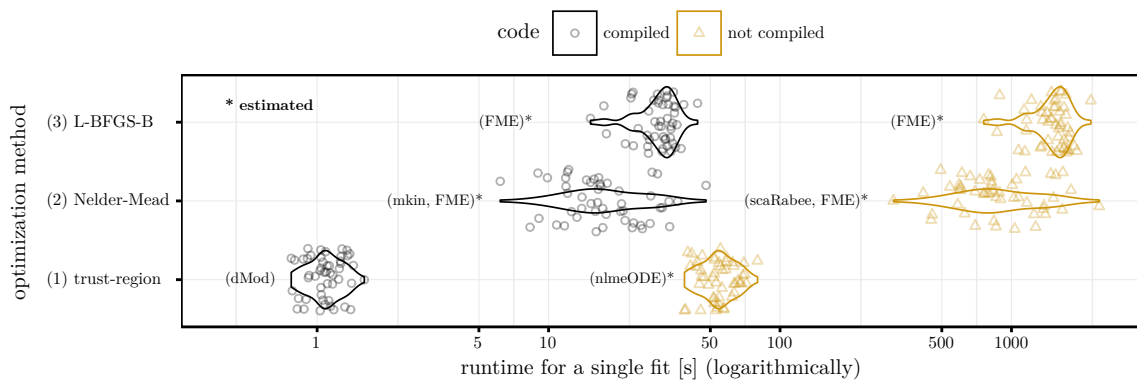 code compiled not compiled
* estimated
optimization method
(3) L-BFGS-B
(FME)*
(FME)*
(2) Nelder-Mead
(mkin, FME)*
(scaRabee, FME)*
(1) trust-region
(dMod)
(nlmeODE)*
1 5 10 50 100 500 1000
runtime for a single fit [s] (logarithmically)